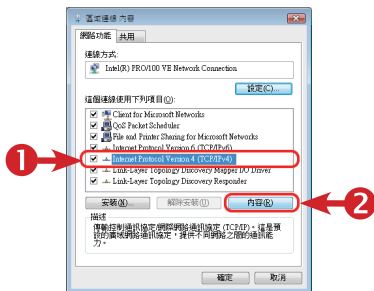 區域連線 內容
網路功能 共用
連線方式:
Intel(R) PRO/100 VE Network Connection
設定(C)...
這個連線使用下列項目(O):
Client for Microsoft Networks
QoS Packet Scheduler
File and Printer Sharing for Microsoft Networks
Internet Protocol Version 6 (TCP/IPv6)
1
Internet Protocol Version 4 (TCP/IPv4)
Link-Layer Topology Discovery Mapper I/O Driver
Link-Layer Topology Discovery Responder
安裝(N)... 解除安裝(U) 內容(R)
2
描述
傳輸控制通訊協定/網際網路通訊協定 (TCP/IP)。這是預
設的廣域網路通訊協定，提供不同網路之間的通訊能
力。
確定 取消